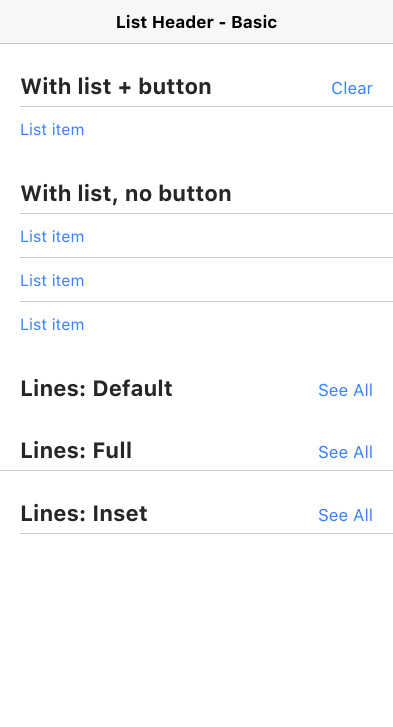 List Header - Basic
With list + button Clear
List item
With list, no button
List item
List item
List item
Lines: Default See All
Lines: Full See All
Lines: Inset See All